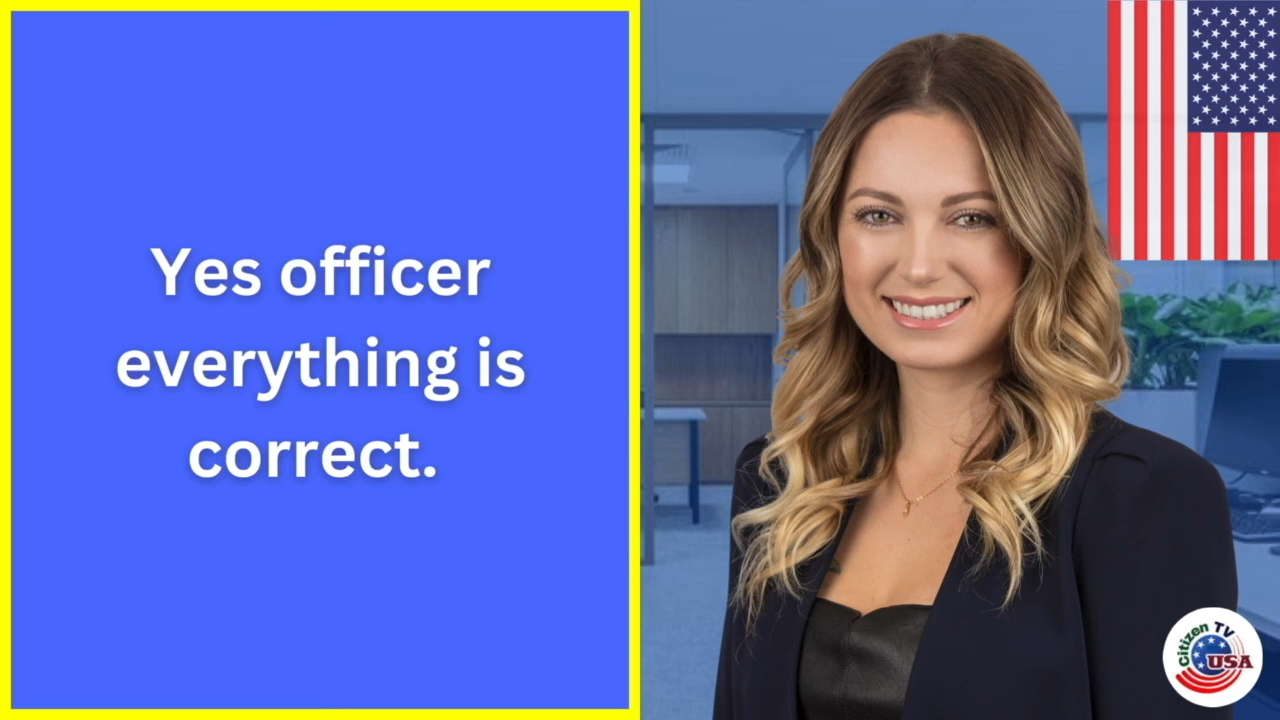 Yes officer
everything is
correct.
Citizen TV
USA